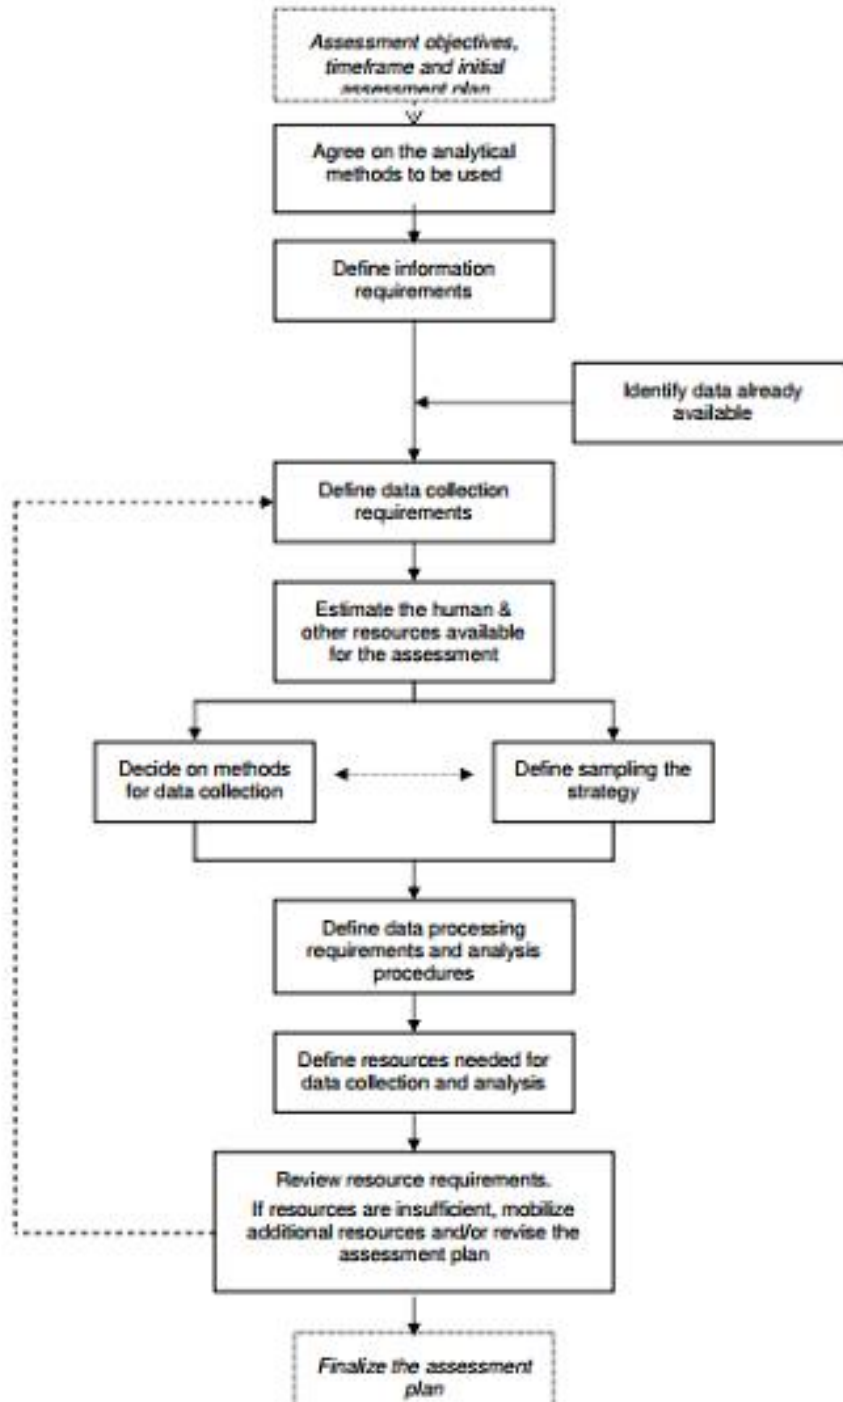 Assessment objectives,
timeframe and initial
assessment plan
Agree on the analytical
methods to be used
Define information
requirements
Identify data already
available
Define data collection
requirements
Estimate the human &
other resources available
for the assessment
Decide on methods
for data collection
Define sampling the
strategy
Define data processing
requirements and analysis
procedures
Define resources needed for
data collection and analysis
Review resource requirements.
If resources are insufficient, mobilize
additional resources and/or revise the
assessment plan
Finalize the assessment
plan